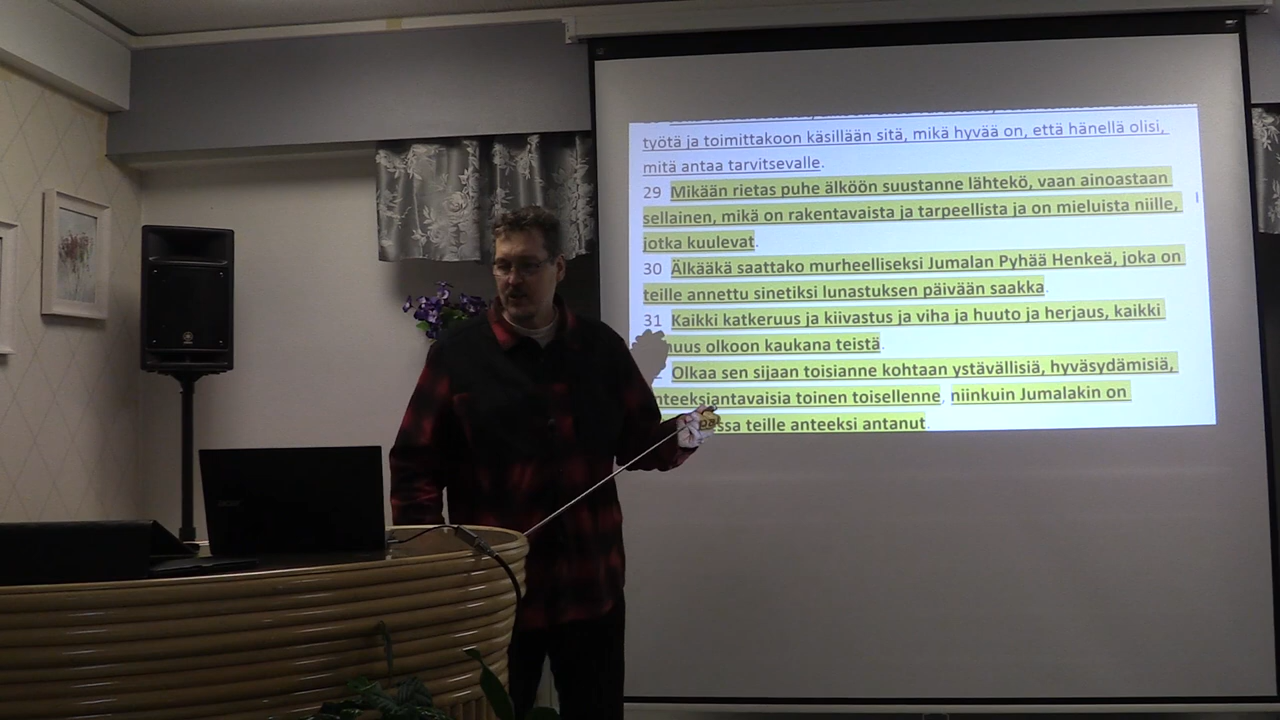 työtä ja toimittakoon käsillään sitä, mikä hyvää on, että hänellä olisi,
mitä antaa tarvitsevalle.
29 Mikään rietas puhe älköön suustanne lähtekö, vaan ainoastaan
sellainen, mikä on rakentavaista ja tarpeellista ja on mieluista niille,
jotka kuulevat.
30 Älkääkä saattako murheelliseksi Jumalan Pyhää Henkeä, joka on
teille annettu sinetiksi lunastuksen päivään saakka.
31 Kaikki katkeruus ja kiivastus ja viha ja huuto ja herjaus, kaikki
olkoon kaukana teistä.
Olkaa sen sijaan toisianne kohtaan ystävällisiä, hyväsydämisiä,
toinen toisellenne, niinkuin Jumalakin on
teille anteeksi antanut.